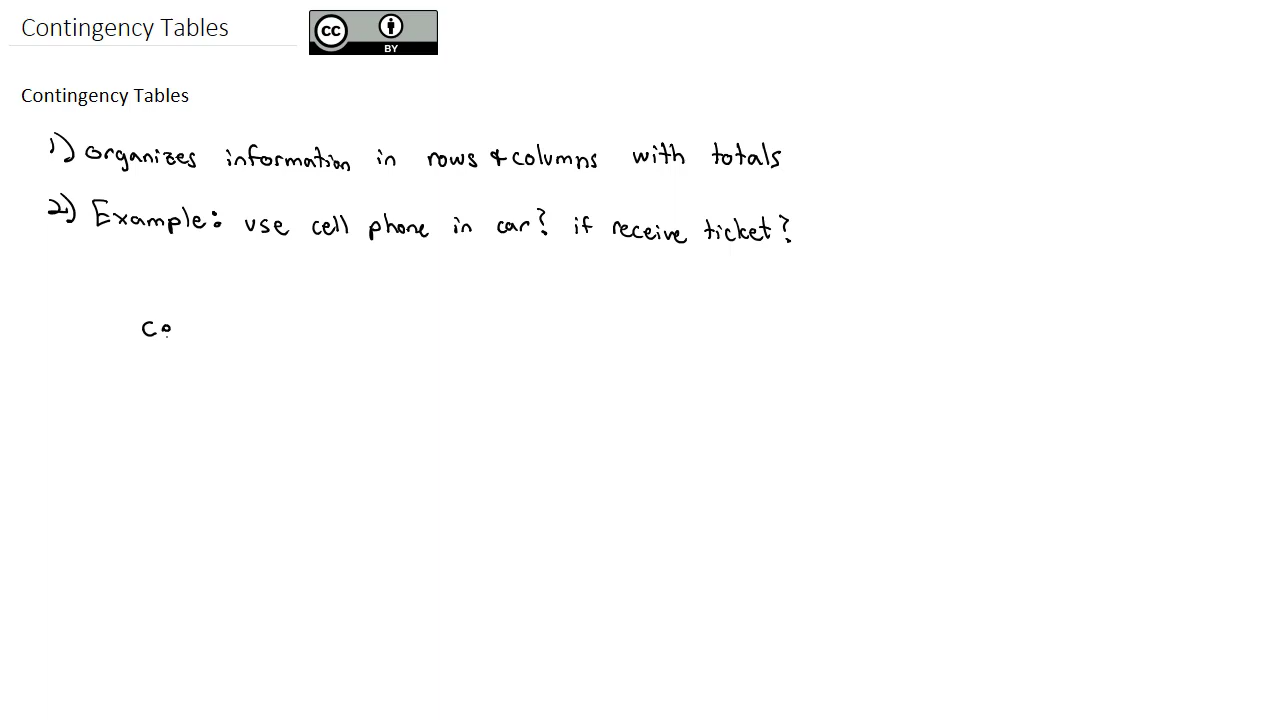 Contingency Tables
cc BY
Contingency Tables
1) organizes information in rows & columns with totals
2) Example: use cell phone in car? if receive ticket?
Ce